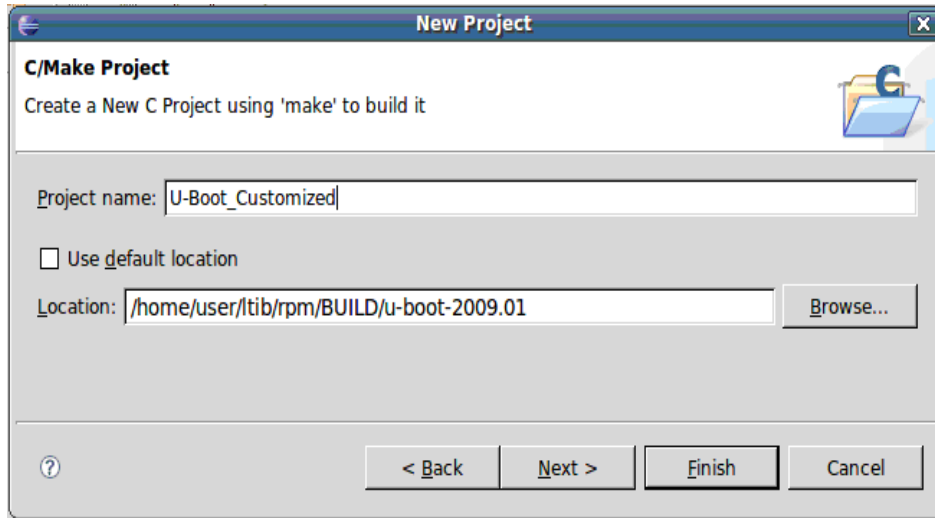 New Project
C/Make Project
Create a New C Project using 'make' to build it
C
Project name: U-Boot_Customized
Use default location
Location: /home/user/ltib/rpm/BUILD/u-boot-2009.01 Browse...
? < Back Next > Finish Cancel